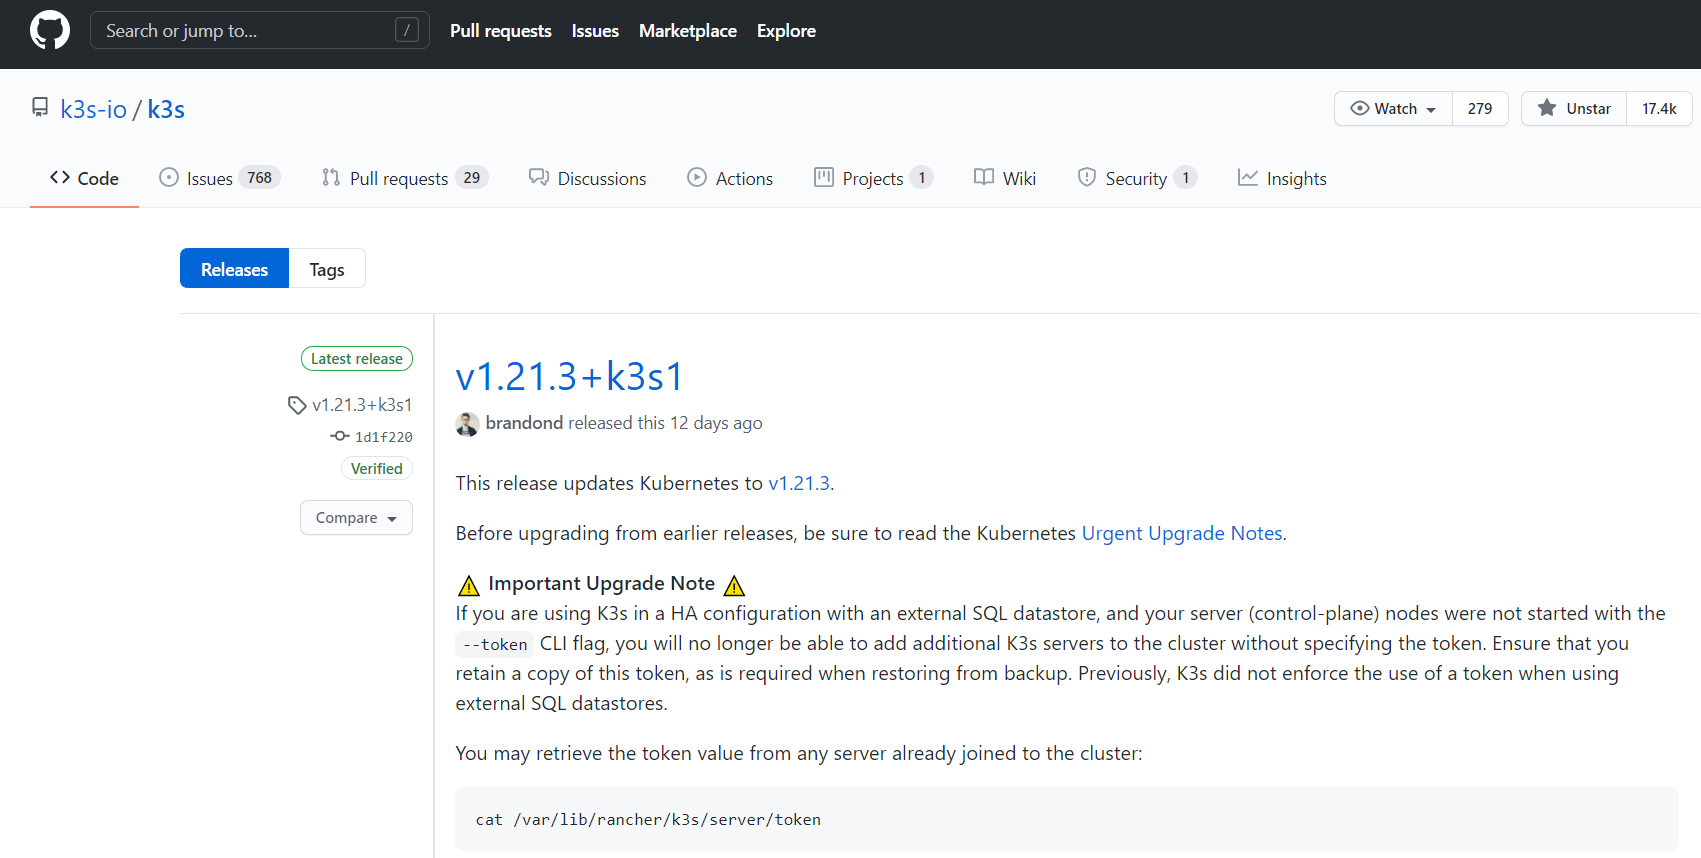 Search or jump to... /
Pull requests Issues Marketplace Explore
k3s-io / k3s
Watch 279 Unstar 17.4k
Code Issues 768 Pull requests 29 Discussions Actions Projects 1 Wiki Security 1 Insights
Releases Tags
Latest release
v1.21.3+k3s1
1d1f220
Verified
Compare
v1.21.3+k3s1
brandond released this 12 days ago
This release updates Kubernetes to v1.21.3.
Before upgrading from earlier releases, be sure to read the Kubernetes Urgent Upgrade Notes.
⚠ Important Upgrade Note ⚠
If you are using K3s in a HA configuration with an external SQL datastore, and your server (control-plane) nodes were not started with the
--token CLI flag, you will no longer be able to add additional K3s servers to the cluster without specifying the token. Ensure that you
retain a copy of this token, as is required when restoring from backup. Previously, K3s did not enforce the use of a token when using
external SQL datastores.
You may retrieve the token value from any server already joined to the cluster:
cat /var/lib/rancher/k3s/server/token